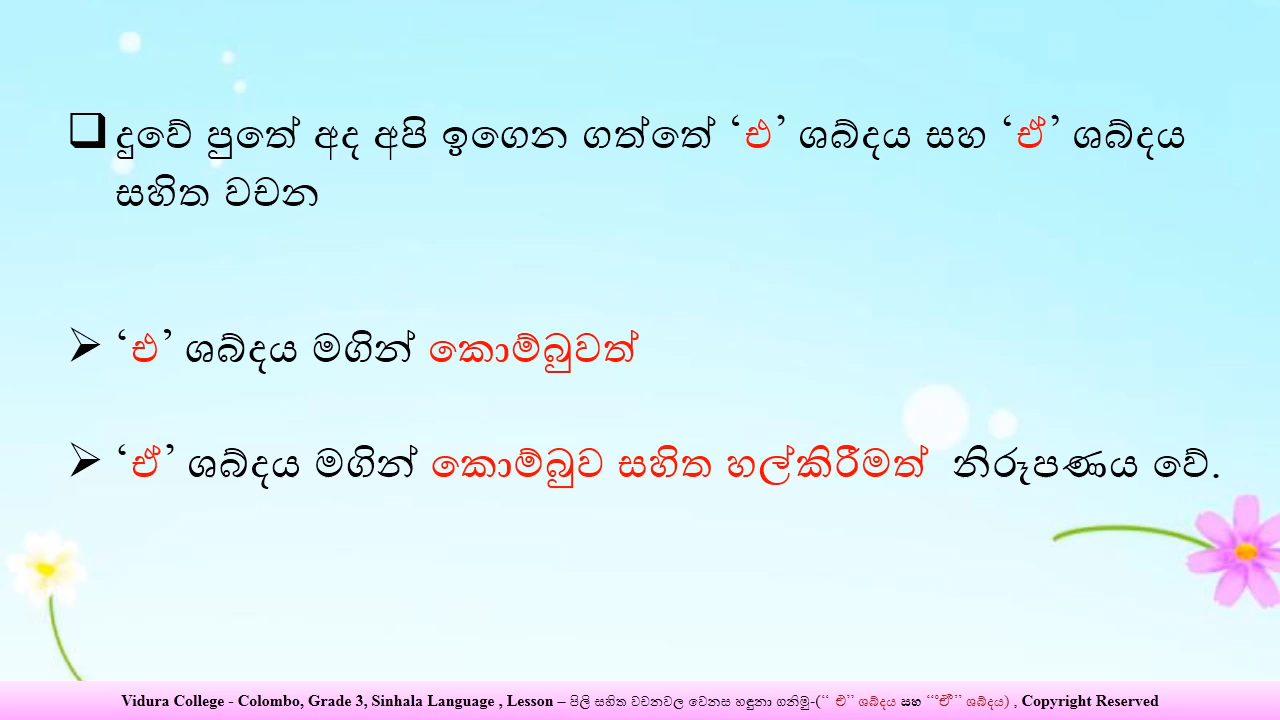 දුවේ පුතේ අද අපි ඉගෙන ගත්තේ ‘එ’ ශබ්දය සහ ‘ඒ’ ශබ්දය
සහිත වචන
‘එ’ ශබ්දය මගින් කොම්බුවත්
‘ඒ’ ශබ්දය මගින් කොම්බුව සහිත හල්කිරීමත් නිරූපණය වේ.
Vidura College - Colombo, Grade 3, Sinhala Language , Lesson – පිලි සහිත වචනවල වෙනස හඳුනා ගනිමු-(‘‘ එ’’ ශබ්දය සහ ‘‘ඒ’’ ශබ්දය) , Copyright Reserved